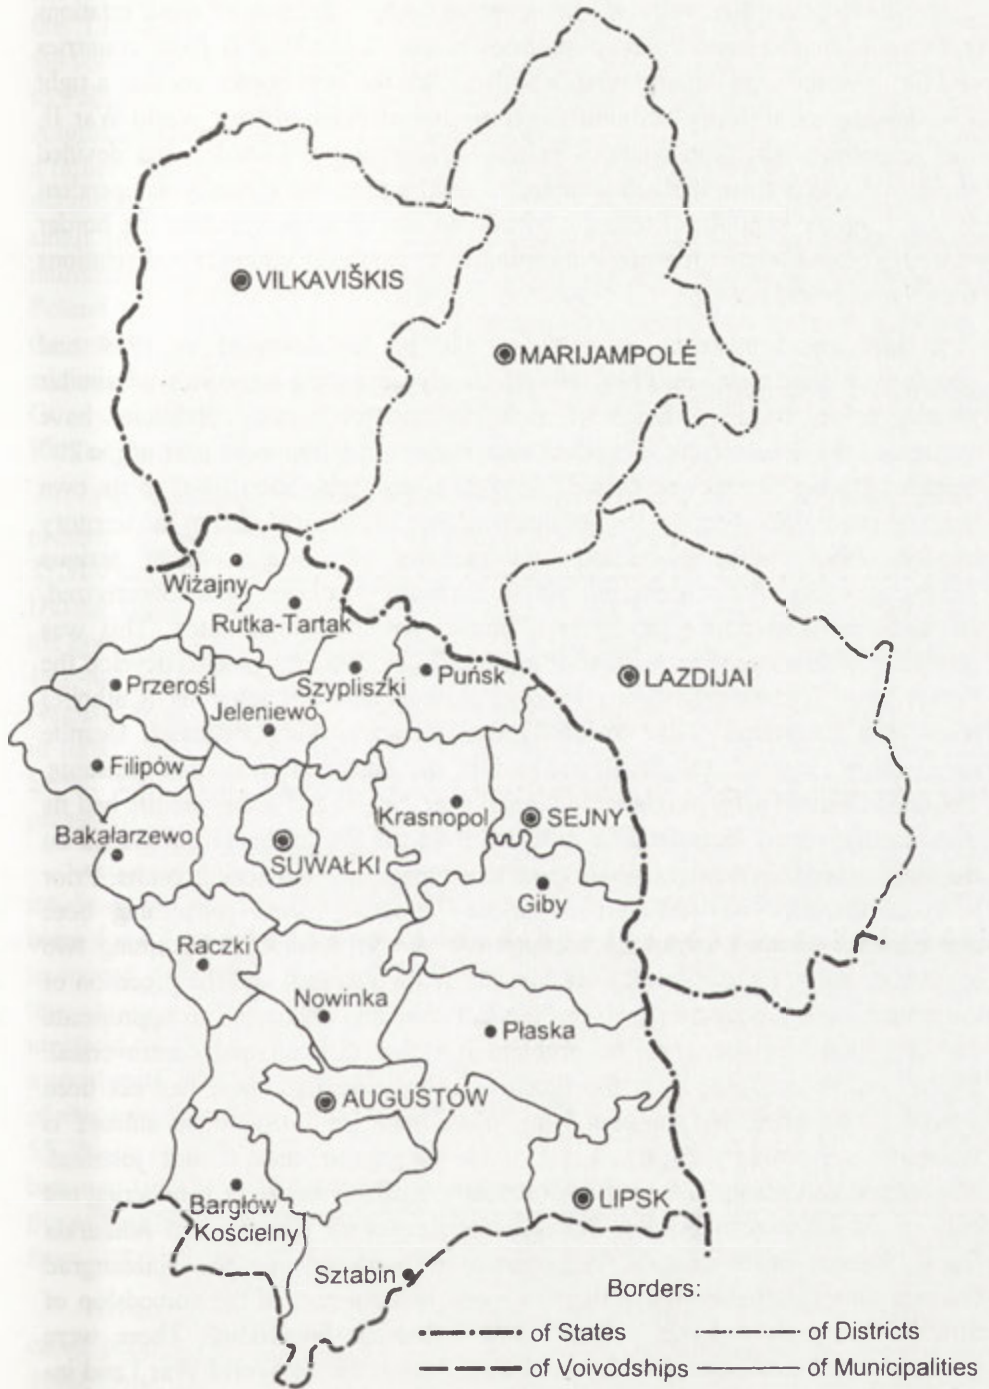 VILKAVIŠKIS
MARIJAMPOLÉ
Wiżajny
Rutka-Tartak
Szypliszki
Puńsk
LAZDIJAI
Przerośl
Jeleniewo
Filipów
Krasnopol
SEJNY
Bakałarzewo
SUWAŁKI
Giby
Raczki
Nowinka
Płaska
AUGUSTÓW
Bargłów
Kościelny
LIPSK
Sztabin
Borders:
of States
of Districts
of Voivodships
of Municipalities